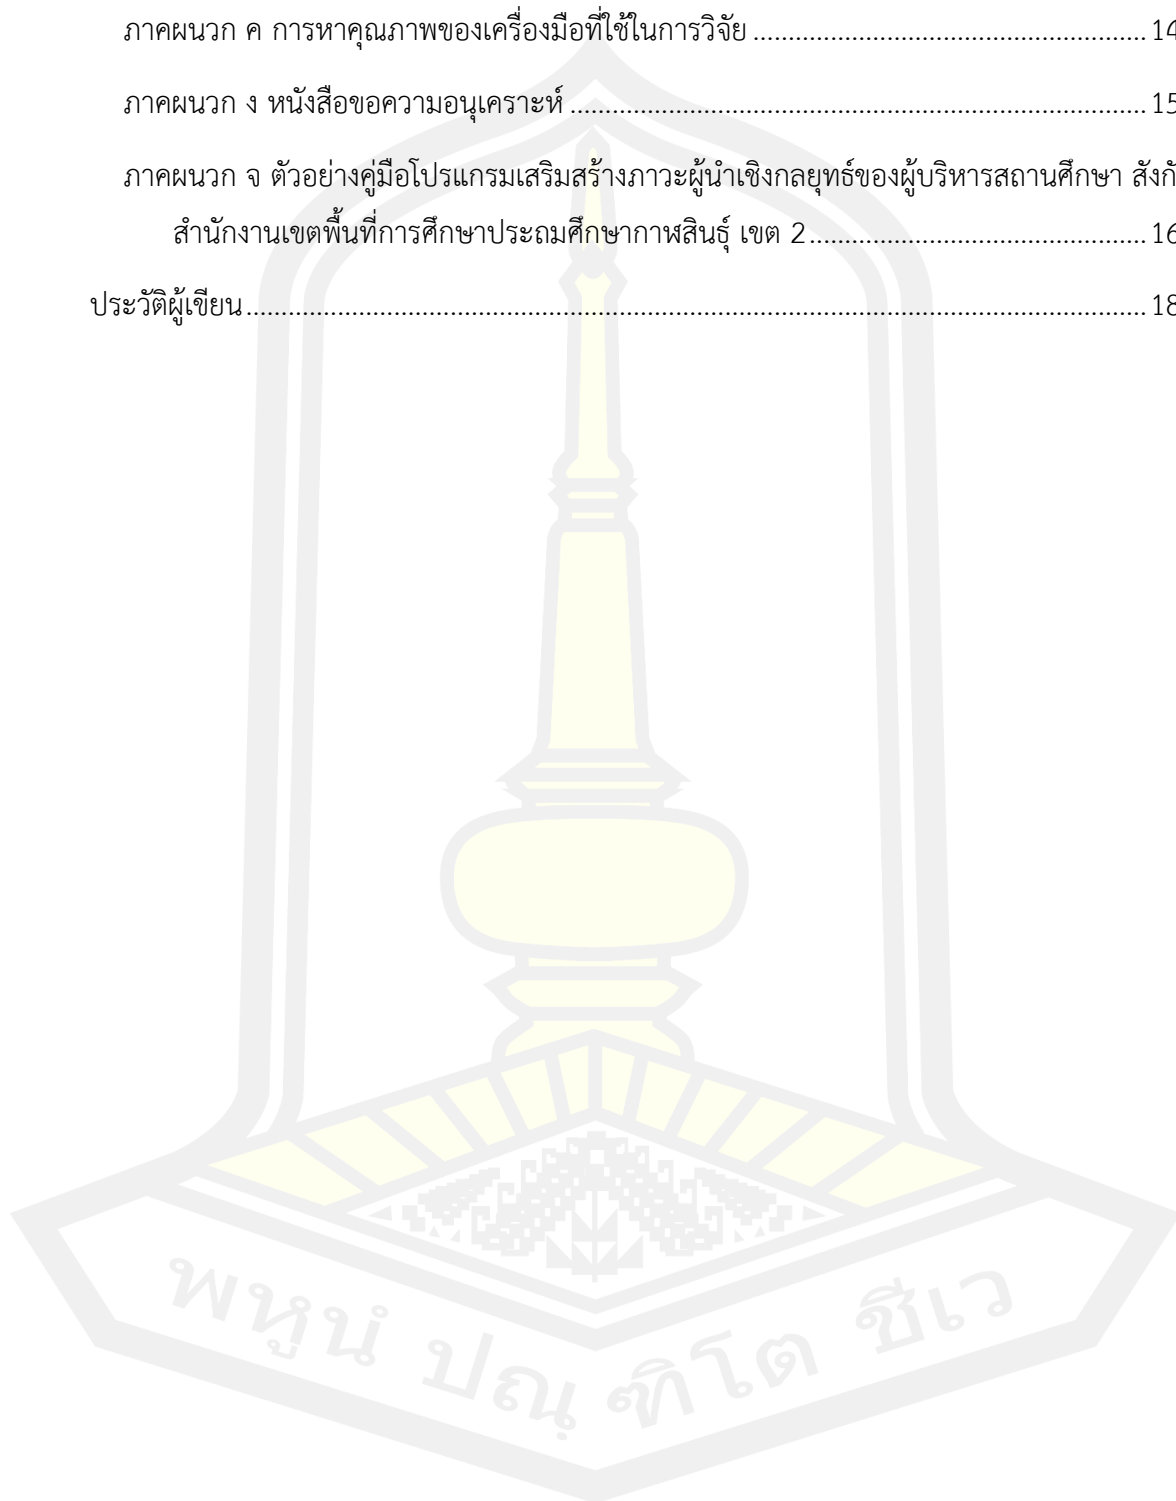 ภาคผนวก ค การหาคุณภาพของเครื่องมือที่ใช้ในการวิจัย ........................................................ 14
ภาคผนวก ง หนังสือขอความอนุเคราะห์ ................................................................................. 15
ภาคผนวก จ ตัวอย่างคู่มือโปรแกรมเสริมสร้างภาวะผู้นำเชิงกลยุทธ์ของผู้บริหารสถานศึกษา
สำนักงานเขตพื้นที่การศึกษาประถมศึกษากาฬสินธุ์ เขต 2 ................................................ 16
ประวัติผู้เขียน ................................................................................................................................ 18
พหูนํ ปณฺฑิโต ชีเว